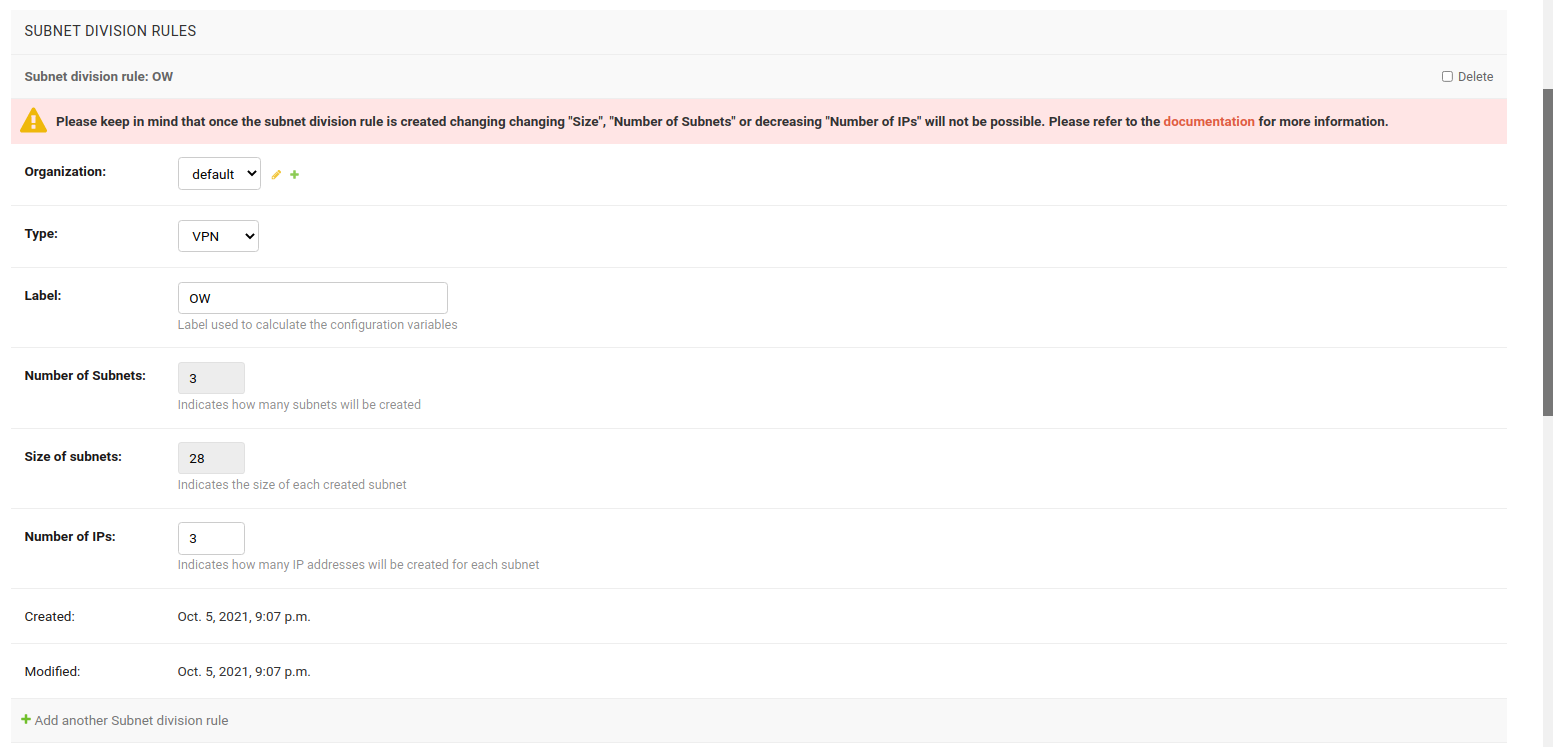 SUBNET DIVISION RULES
Subnet division rule: OW
Delete
Please keep in mind that once the subnet division rule is created changing changing "Size", "Number of Subnets" or decreasing "Number of IPs" will not be possible. Please refer to the documentation for more information.
Organization:
default
Type:
VPN
Label:
OW
Label used to calculate the configuration variables
Number of Subnets:
3
Indicates how many subnets will be created
Size of subnets:
28
Indicates the size of each created subnet
Number of IPs:
3
Indicates how many IP addresses will be created for each subnet
Created:
Oct. 5, 2021, 9:07 p.m.
Modified:
Oct. 5, 2021, 9:07 p.m.
Add another Subnet division rule